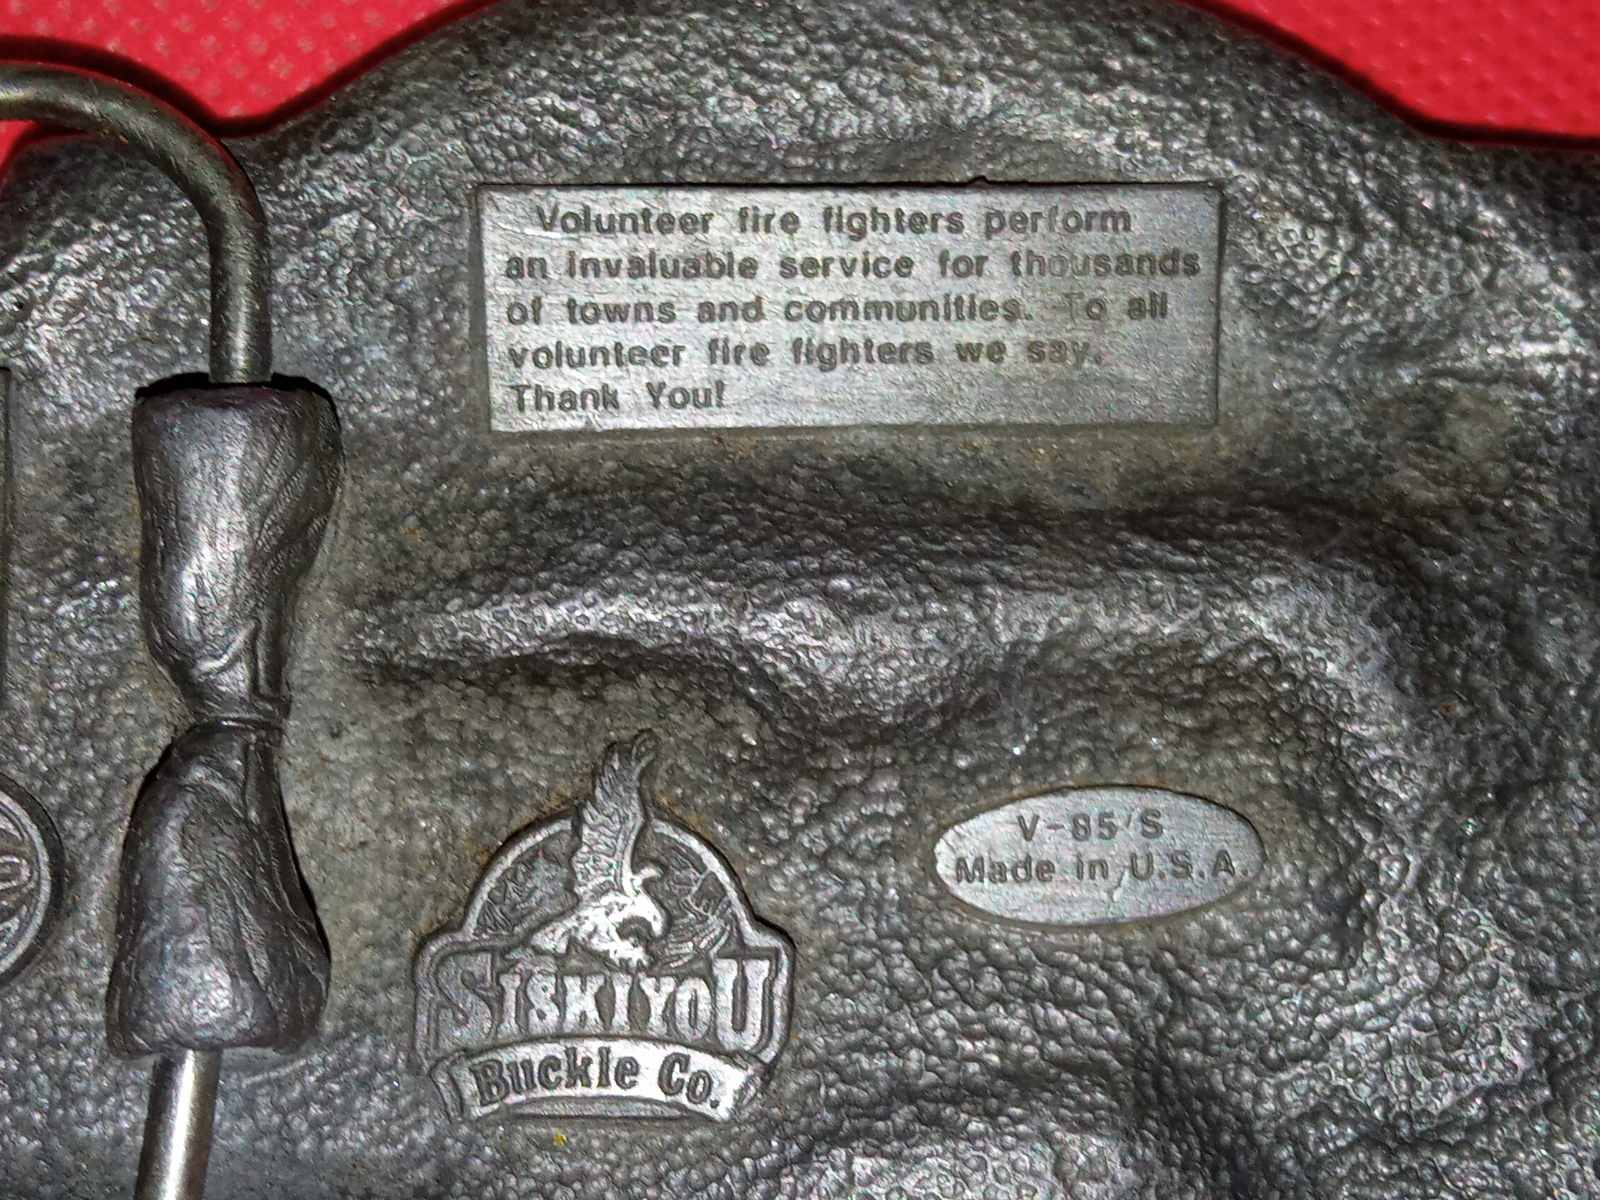 Volunteer fire fighters perform
an invaluable service for thousands
of towns and communities. To all
volunteer fire fighters we say.
Thank You!
V-85'S
Made in U.S.A.
SISKIYOU
Buckle Co.